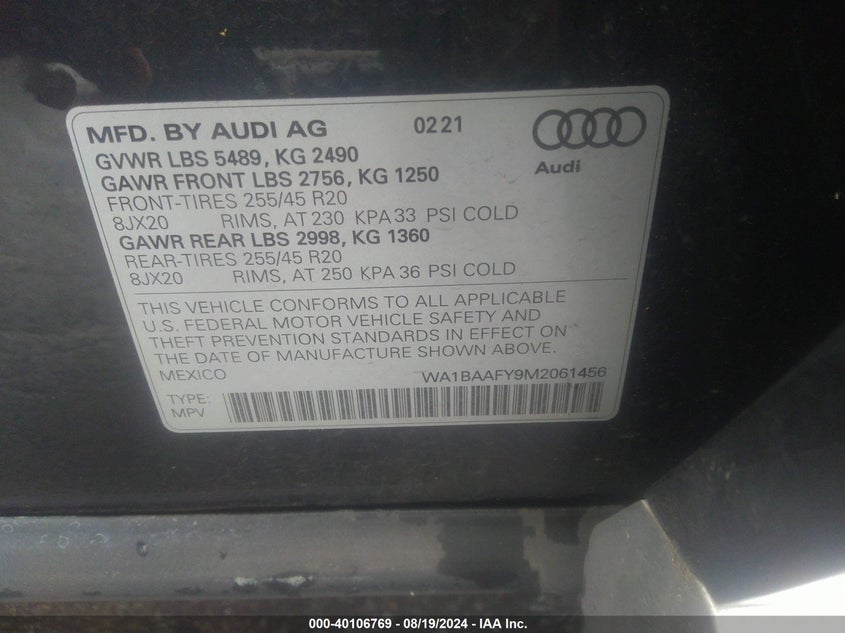 MFD. BY AUDI AG 0221
Audi
GVWR LBS 5489, KG 2490
GAWR FRONT LBS 2756, KG 1250
FRONT-TIRES 255/45 R20
8JX20 RIMS, AT 230 KPA 33 PSI COLD
GAWR REAR LBS 2998, KG 1360
REAR-TIRES 255/45 R20
8JX20 RIMS, AT 250 KPA 36 PSI COLD
THIS VEHICLE CONFORMS TO ALL APPLICABLE
U.S. FEDERAL MOTOR VEHICLE SAFETY AND
THEFT PREVENTION STANDARDS IN EFFECT ON
THE DATE OF MANUFACTURE SHOWN ABOVE.
MEXICO WA1BAAFY9M2061456
TYPE:
MPV
000-40106769 - 08/19/2024 - IAA Inc.